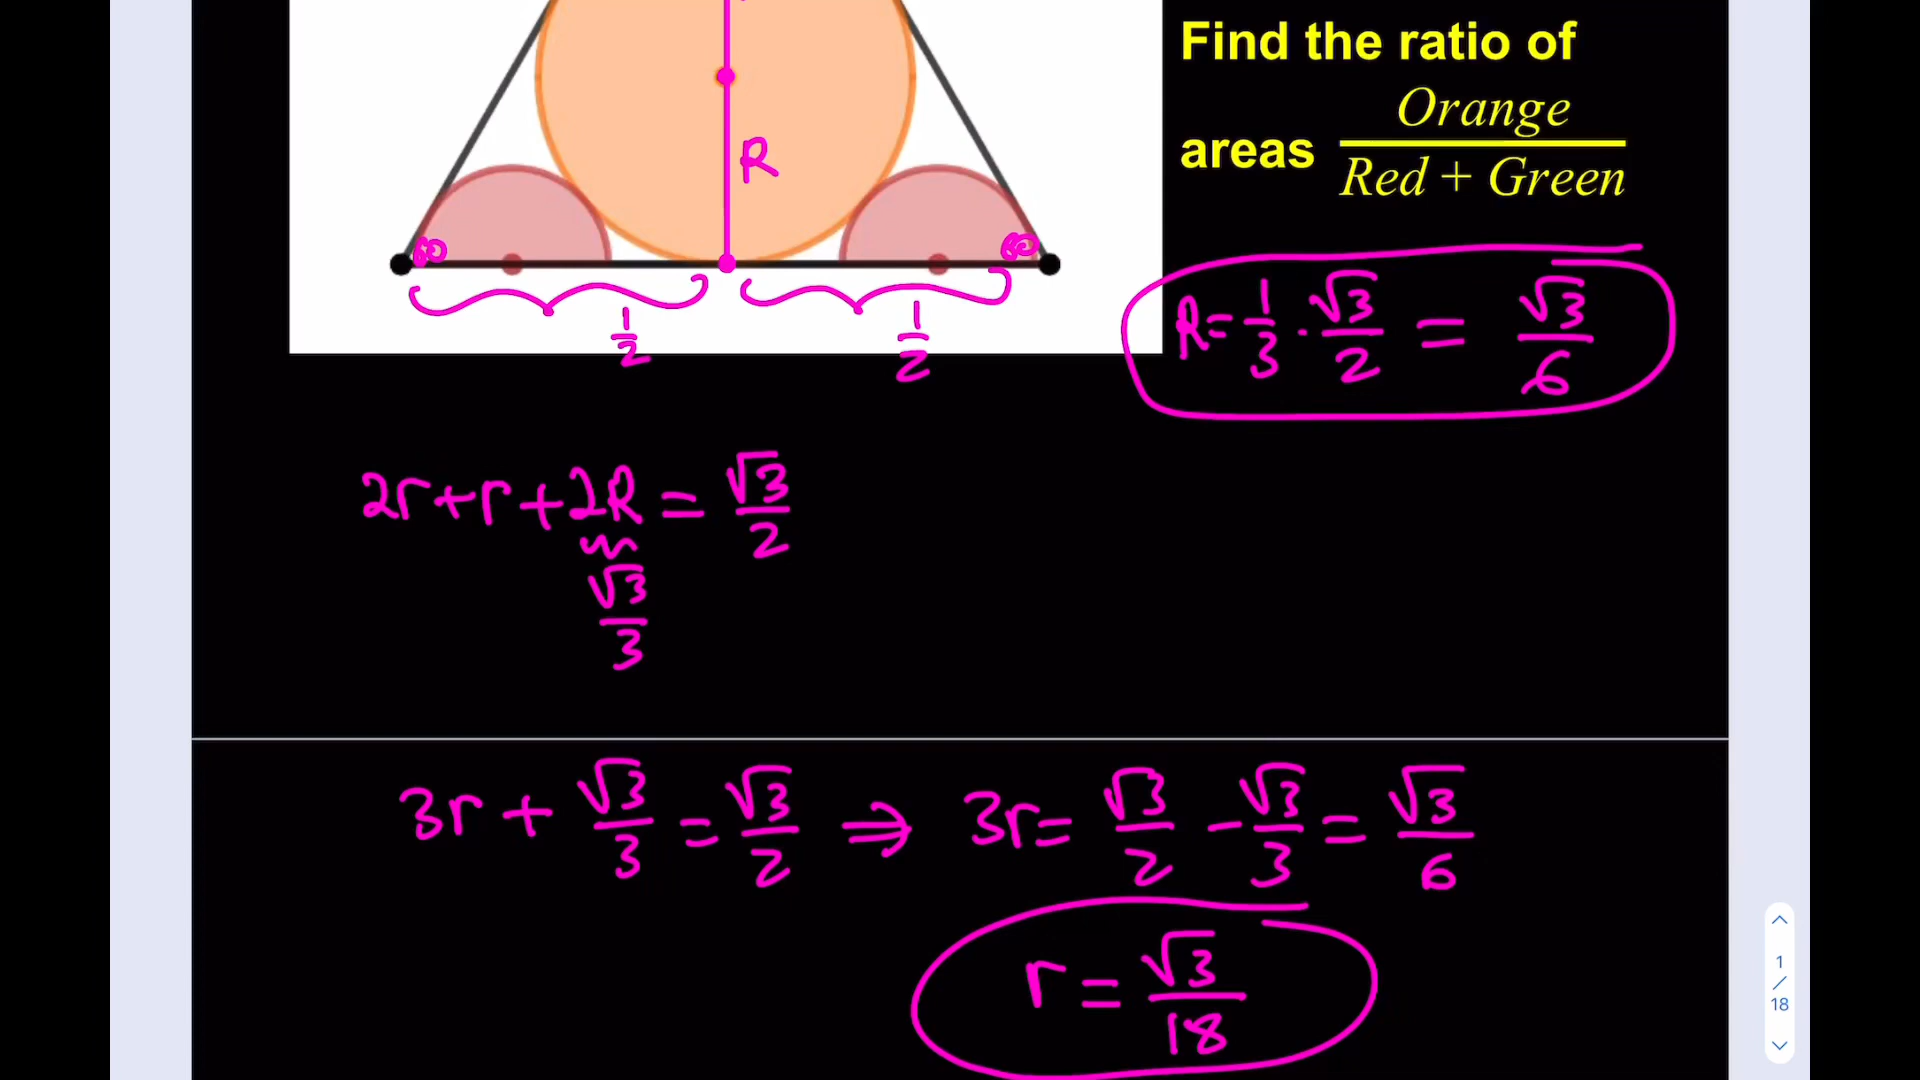 Find the ratio of
areas Orange / Red + Green
R
60
60
1/2
1/2
R = 1/3 · √3/2 = √3/6
2r + r + 2R = √3/2
√3/3
3r + √3/3 = √3/2 ⇒ 3r = √3/2 - √3/3 = √3/6
r = √3/18
1
/
18